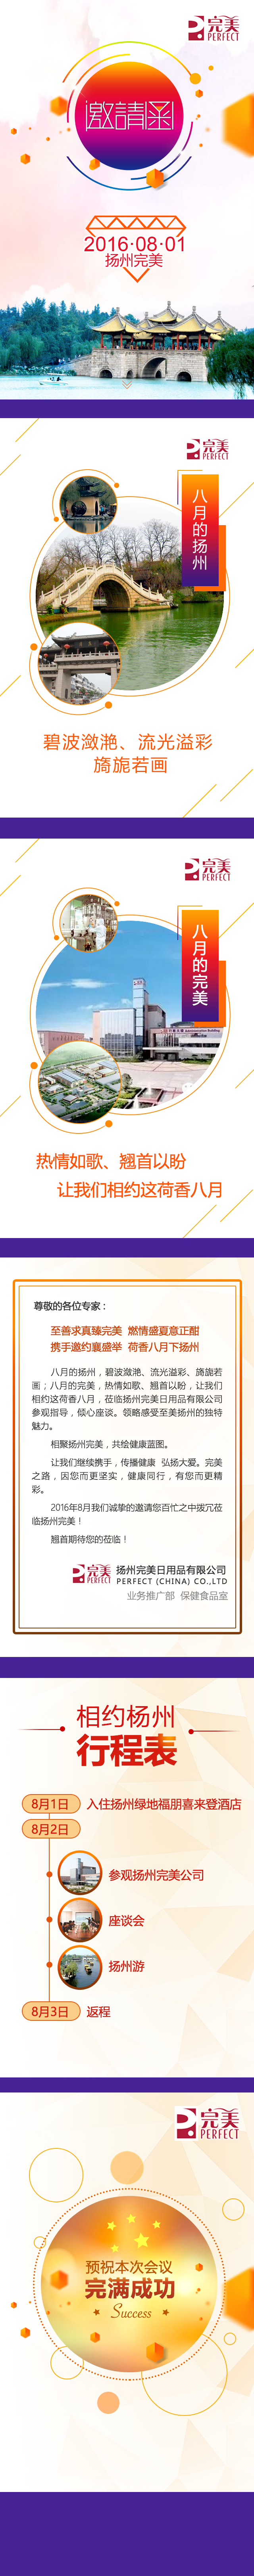 完美
PERFECT
邀請函
2016·08·01
扬州完美
完美
PERFECT
八月的扬州
碧波潋滟、流光溢彩
旖旎若画
完美
PERFECT
八月的完美
热情如歌、翘首以盼
让我们相约这荷香八月
尊敬的各位专家：
至善求真臻完美 燃情盛夏意正酣
携手邀约襄盛举 荷香八月下扬州
八月的扬州，碧波潋滟、流光溢彩、旖旎若
画；八月的完美，热情如歌、翘首以盼，让我们
相约这荷香八月，莅临扬州完美日用品有限公司
参观指导，倾心座谈。领略感受至美扬州的独特
魅力。
相聚扬州完美，共绘健康蓝图。
让我们继续携手，传播健康 弘扬大爱。完美
之路，因您而更坚实，健康同行，有您而更精
彩。
2016年8月我们诚挚的邀请您百忙之中拨冗莅
临扬州完美！
翘首期待您的莅临！
完美
PERFECT
扬州完美日用品有限公司
PERFECT (CHINA) CO.,LTD
业务推广部 保健食品室
相约杨州
行程表
8月1日 入住扬州绿地福朋喜来登酒店
8月2日
参观扬州完美公司
座谈会
扬州游
8月3日 返程
完美
PERFECT
预祝本次会议
完满成功
Success